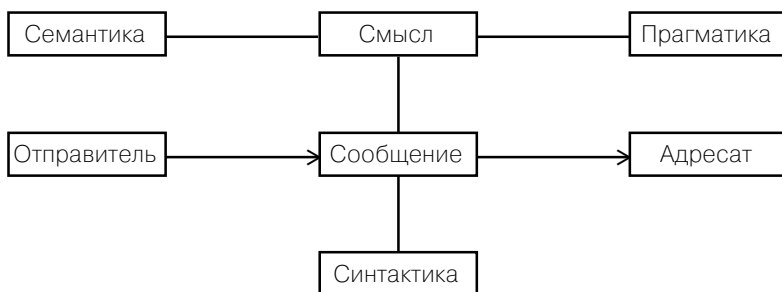 Семантика
Смысл
Прагматика
Отправитель
Сообщение
Адресат
Синтактика